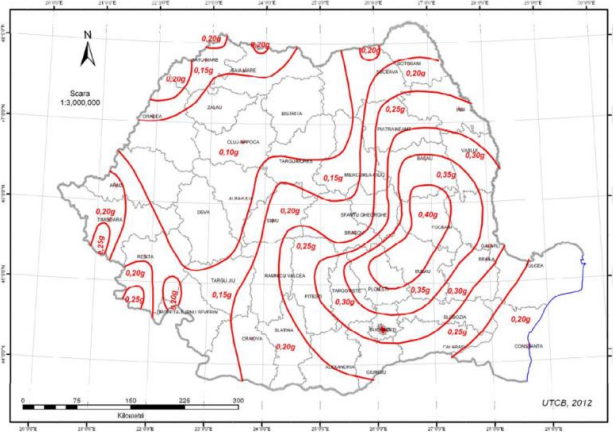 0,20g
0,20g
0,20g
SATU MARE
0,15g
BAIA MARE
SUCEAVA
BOTOSANI
0,20g
N
0,20g
Scara
1:3,000,000
ZALAU
0,25g
IASI
ORADEA
BISTRITA
PIATRA NEAMT
CLUJ-NAPOCA
0,10g
VASLUI
0,30g
TARGU MURES
BACAU
0,15g
MIERCUREA-CIUC
0,35g
ARAD
ALBA IULIA
0,20g
TIMISOARA
DEVA
0,20g
SIBIU
SFANTU GHEORGHE
0,40g
BRASOV
FOCSANI
0,25g
0,25g
GALATI
RESITA
BRAILA
TULCEA
0,20g
RAMNICU VALCEA
BUZAU
TARGU JIU
0,25g
0,20g
0,15g
PITESTI
TARGOVISTE
0,30g
PLOIESTI
0,35g
0,30g
DROBETA-TURNU SEVERIN
SLOBOZIA
0,20g
SLATINA
BUCURESTI
0,25g
CRAIOVA
0,20g
CALARASI
CONSTANTA
ALEXANDRIA
GIURGIU
0 75 150 225 300
Kilometri
UTCB, 2012